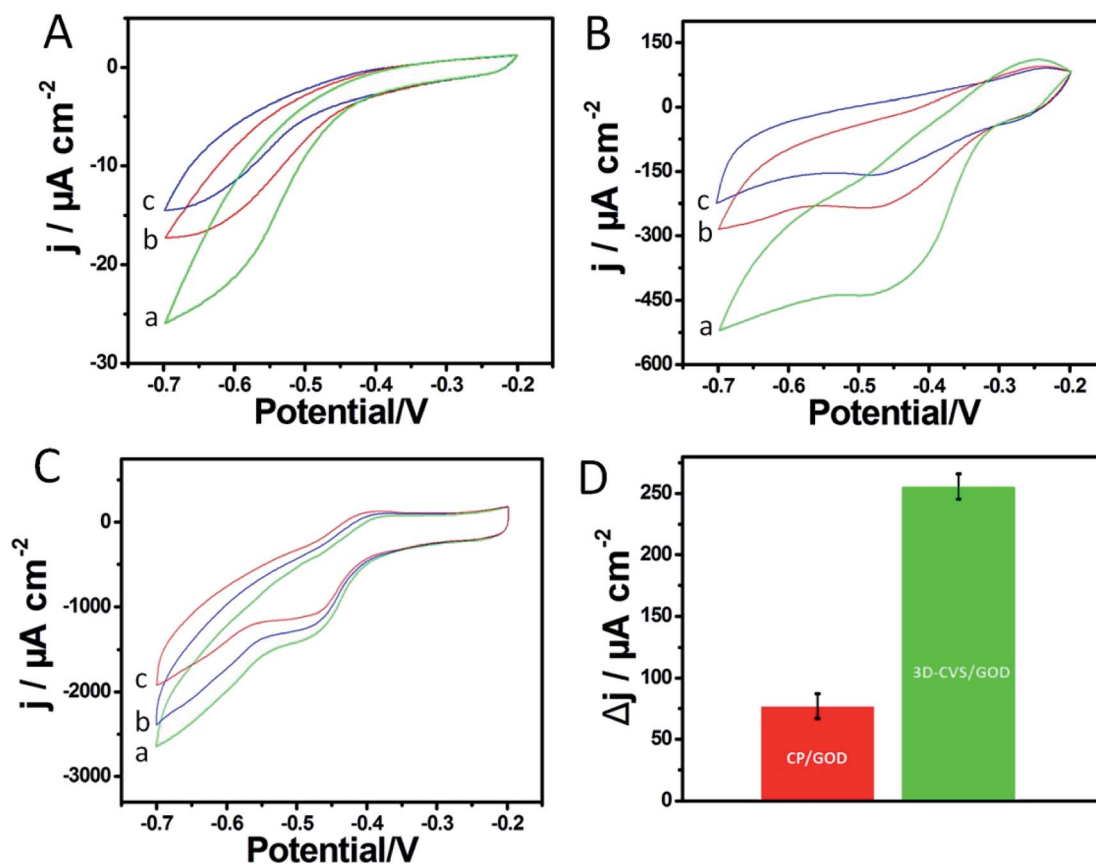 A
j / µA cm-2
0
-10
-20
-30
c
b
a
-0.7 -0.6 -0.5 -0.4 -0.3 -0.2
Potential/V
B
j / µA cm-2
150
0
-150
-300
-450
-600
c
b
a
-0.7 -0.6 -0.5 -0.4 -0.3 -0.2
Potential/V
C
j / µA cm-2
0
-1000
-2000
-3000
c
b
a
-0.7 -0.6 -0.5 -0.4 -0.3 -0.2
Potential/V
D
Δj / µA cm-2
250
200
150
100
50
0
CP/GOD
3D-CVS/GOD